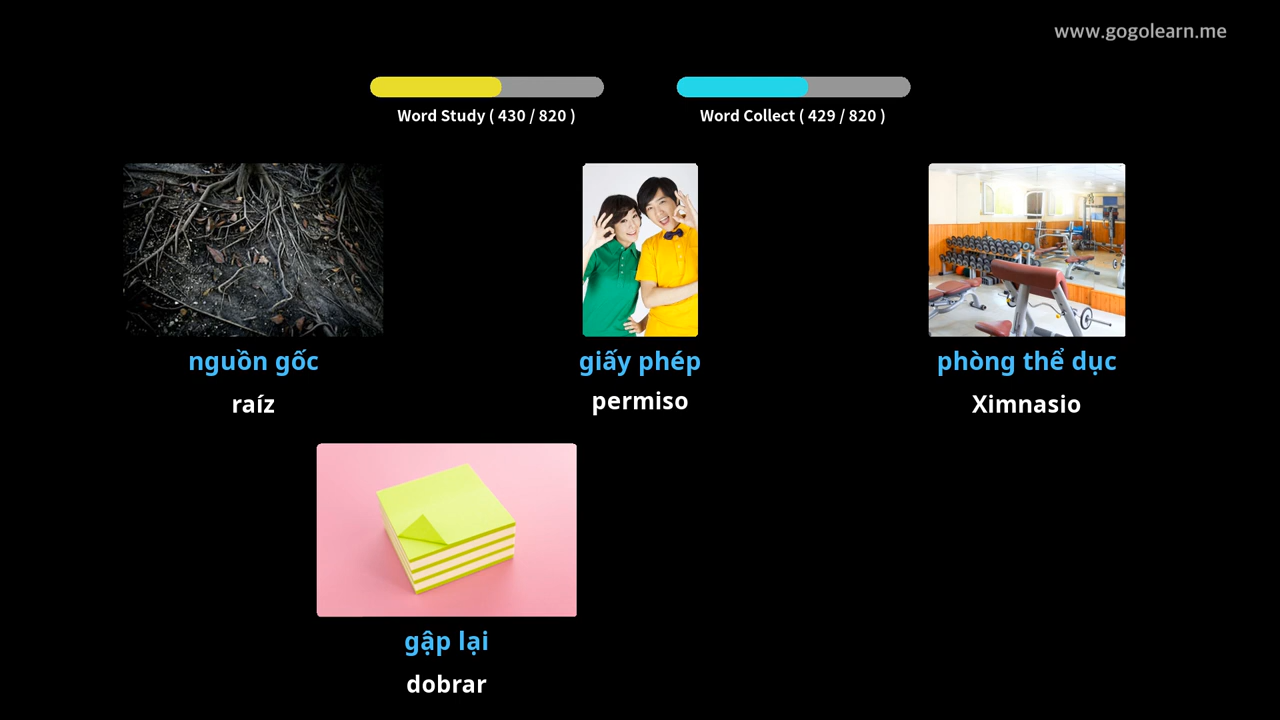 www.gogolearn.me
Word Study ( 430 / 820 )
Word Collect ( 429 / 820 )
nguồn gốc
raíz
giấy phép
permiso
phòng thể dục
Ximnasio
gập lại
dobrar